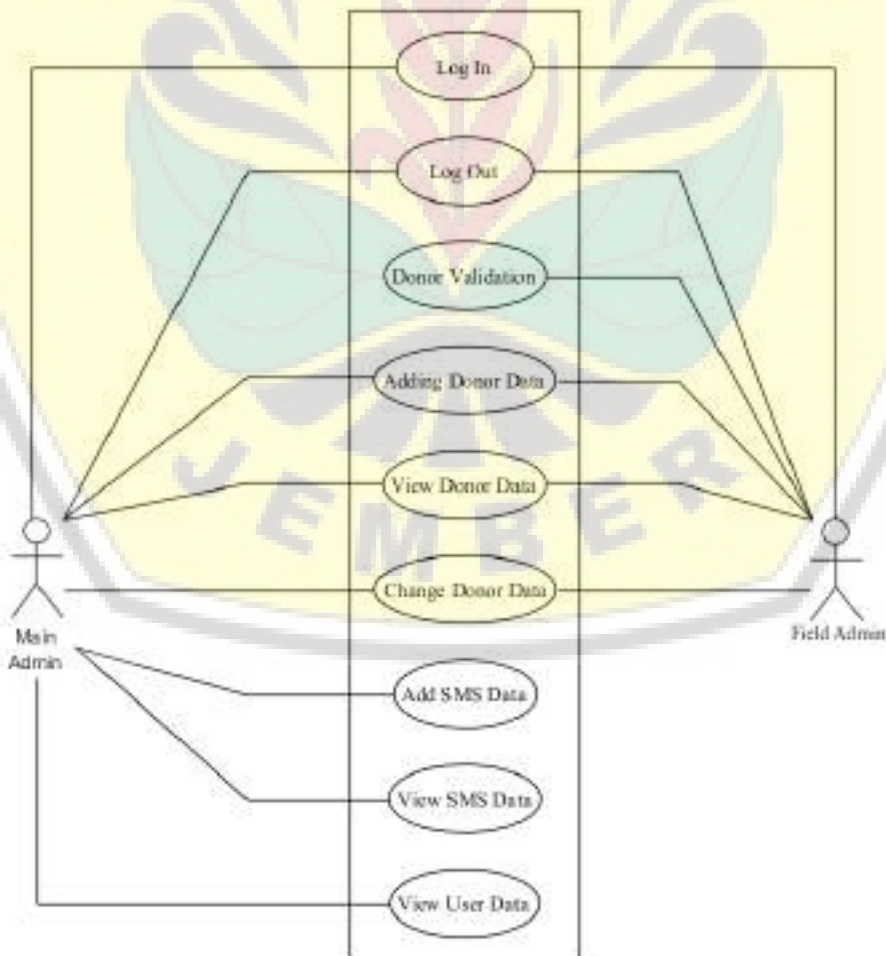 Log In
Log Out
Donor Validation
Adding Donor Data
View Donor Data
JEMBER
Change Donor Data
Main
Admin
Field Admin
Add SMS Data
View SMS Data
View User Data